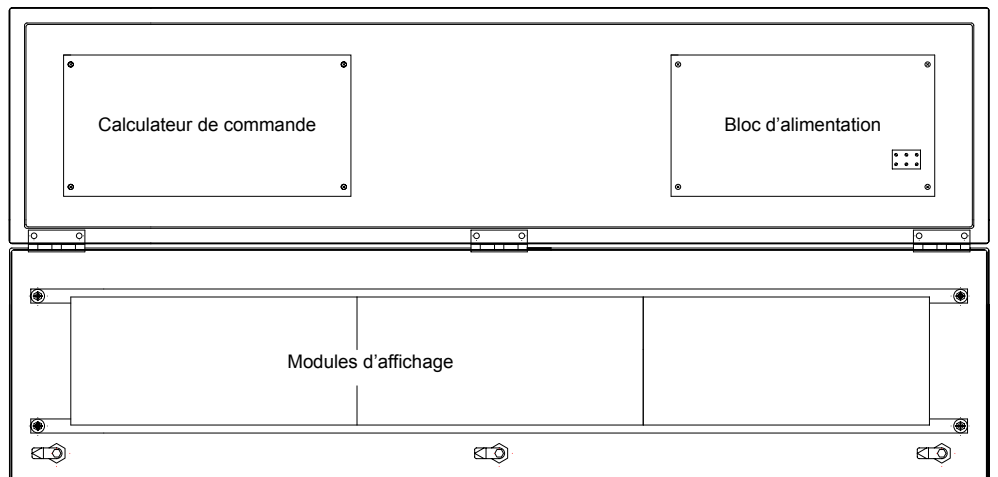 Calculateur de commande
Bloc d’alimentation
Modules d’affichage